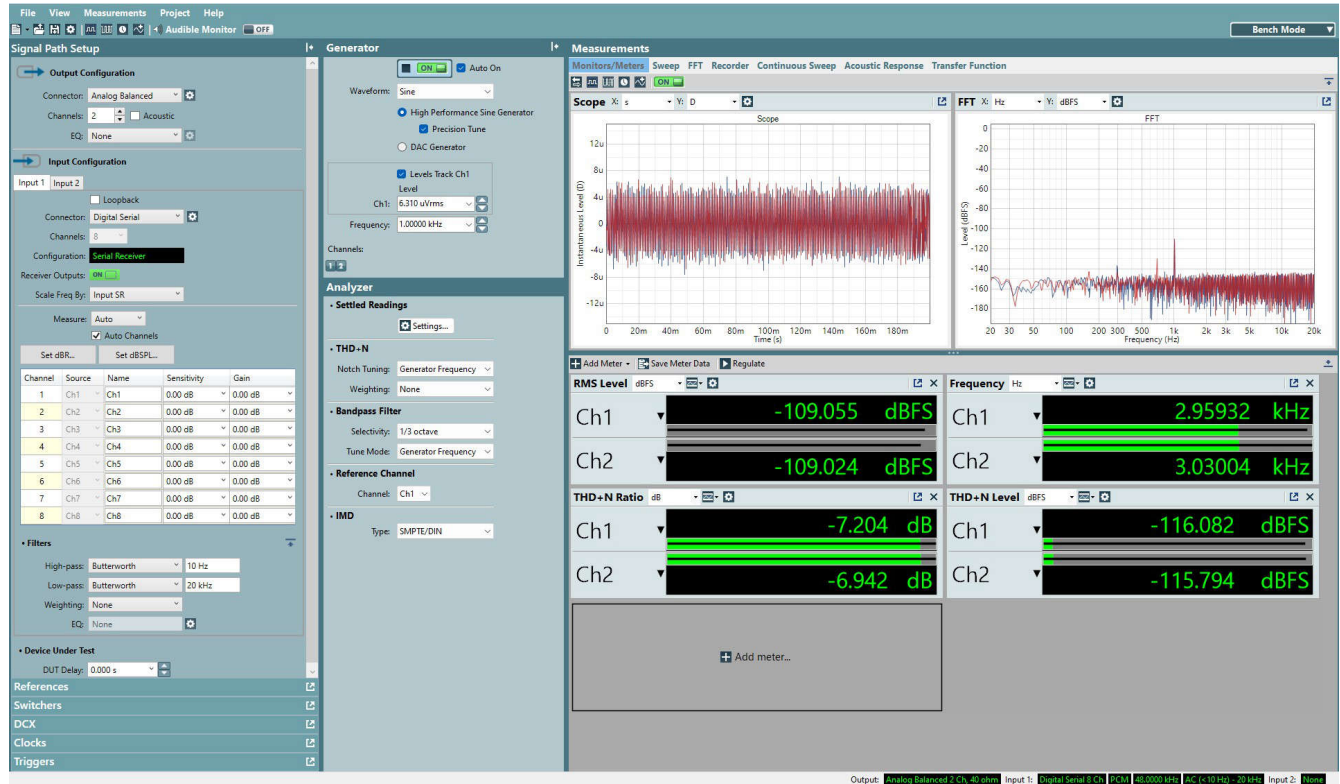 File View Measurements Project Help
Audible Monitor OFF
Bench Mode
Signal Path Setup
Output Configuration
Connector: Analog Balanced
Channels: 2 Acoustic
EQ: None
Input Configuration
Input 1 Input 2
Loopback
Connector: Digital Serial
Channels: 8
Configuration: Serial Receiver
Receiver Outputs: ON
Scale Freq By: Input SR
Measure: Auto
Auto Channels
Set dBR... Set dBSPL...
Channel Source Name Sensitivity Gain
1 Ch1 Ch1 0.00 dB 0.00 dB
2 Ch2 Ch2 0.00 dB 0.00 dB
3 Ch3 Ch3 0.00 dB 0.00 dB
4 Ch4 Ch4 0.00 dB 0.00 dB
5 Ch5 Ch5 0.00 dB 0.00 dB
6 Ch6 Ch6 0.00 dB 0.00 dB
7 Ch7 Ch7 0.00 dB 0.00 dB
8 Ch8 Ch8 0.00 dB 0.00 dB
Filters
High-pass: Butterworth 10 Hz
Low-pass: Butterworth 20 kHz
Weighting: None
EQ: None
Device Under Test
DUT Delay: 0.000 s
References
Switchers
DCX
Clocks
Triggers
Generator
ON Auto On
Waveform: Sine
High Performance Sine Generator
Precision Tune
DAC Generator
Levels Track Ch1
Level
Ch1: 6.310 uVrms
Frequency: 1.00000 kHz
Channels:
1 2
Analyzer
Settled Readings
Settings...
THD+N
Notch Tuning: Generator Frequency
Weighting: None
Bandpass Filter
Selectivity: 1/3 octave
Tune Mode: Generator Frequency
Reference Channel
Channel: Ch1
IMD
Type: SMPTE/DIN
Measurements
Monitors/Meters Sweep FFT Recorder Continuous Sweep Acoustic Response Transfer Function
ON
Scope X: s Y: D
Scope
12u
8u
4u
0
-4u
-8u
-12u
Instantaneous Level (D)
0 20m 40m 60m 80m 100m 120m 140m 160m 180m
Time (s)
FFT X: Hz Y: dBFS
FFT
0
-20
-40
-60
-80
-100
-120
-140
-160
-180
Level (dBFS)
20 30 50 100 200 300 500 1k 2k 3k 5k 10k 20k
Frequency (Hz)
Add Meter Save Meter Data Regulate
RMS Level dBFS
Ch1 -109.055 dBFS
Ch2 -109.024 dBFS
Frequency Hz
Ch1 2.95932 kHz
Ch2 3.03004 kHz
THD+N Ratio dB
Ch1 -7.204 dB
Ch2 -6.942 dB
THD+N Level dBFS
Ch1 -116.082 dBFS
Ch2 -115.794 dBFS
Add meter...
Output: Analog Balanced 2 Ch, 40 ohm Input 1: Digital Serial 8 Ch PCM 48.0000 kHz AC (<10 Hz) - 20 kHz Input 2: None